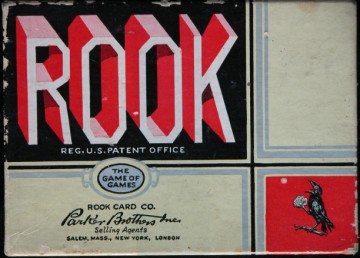 ROOK
REG. U.S. PATENT OFFICE
THE
GAME OF
GAMES
ROOK CARD CO.
Parker Brothers Inc.
Selling Agents
SALEM, MASS., NEW YORK, LONDON